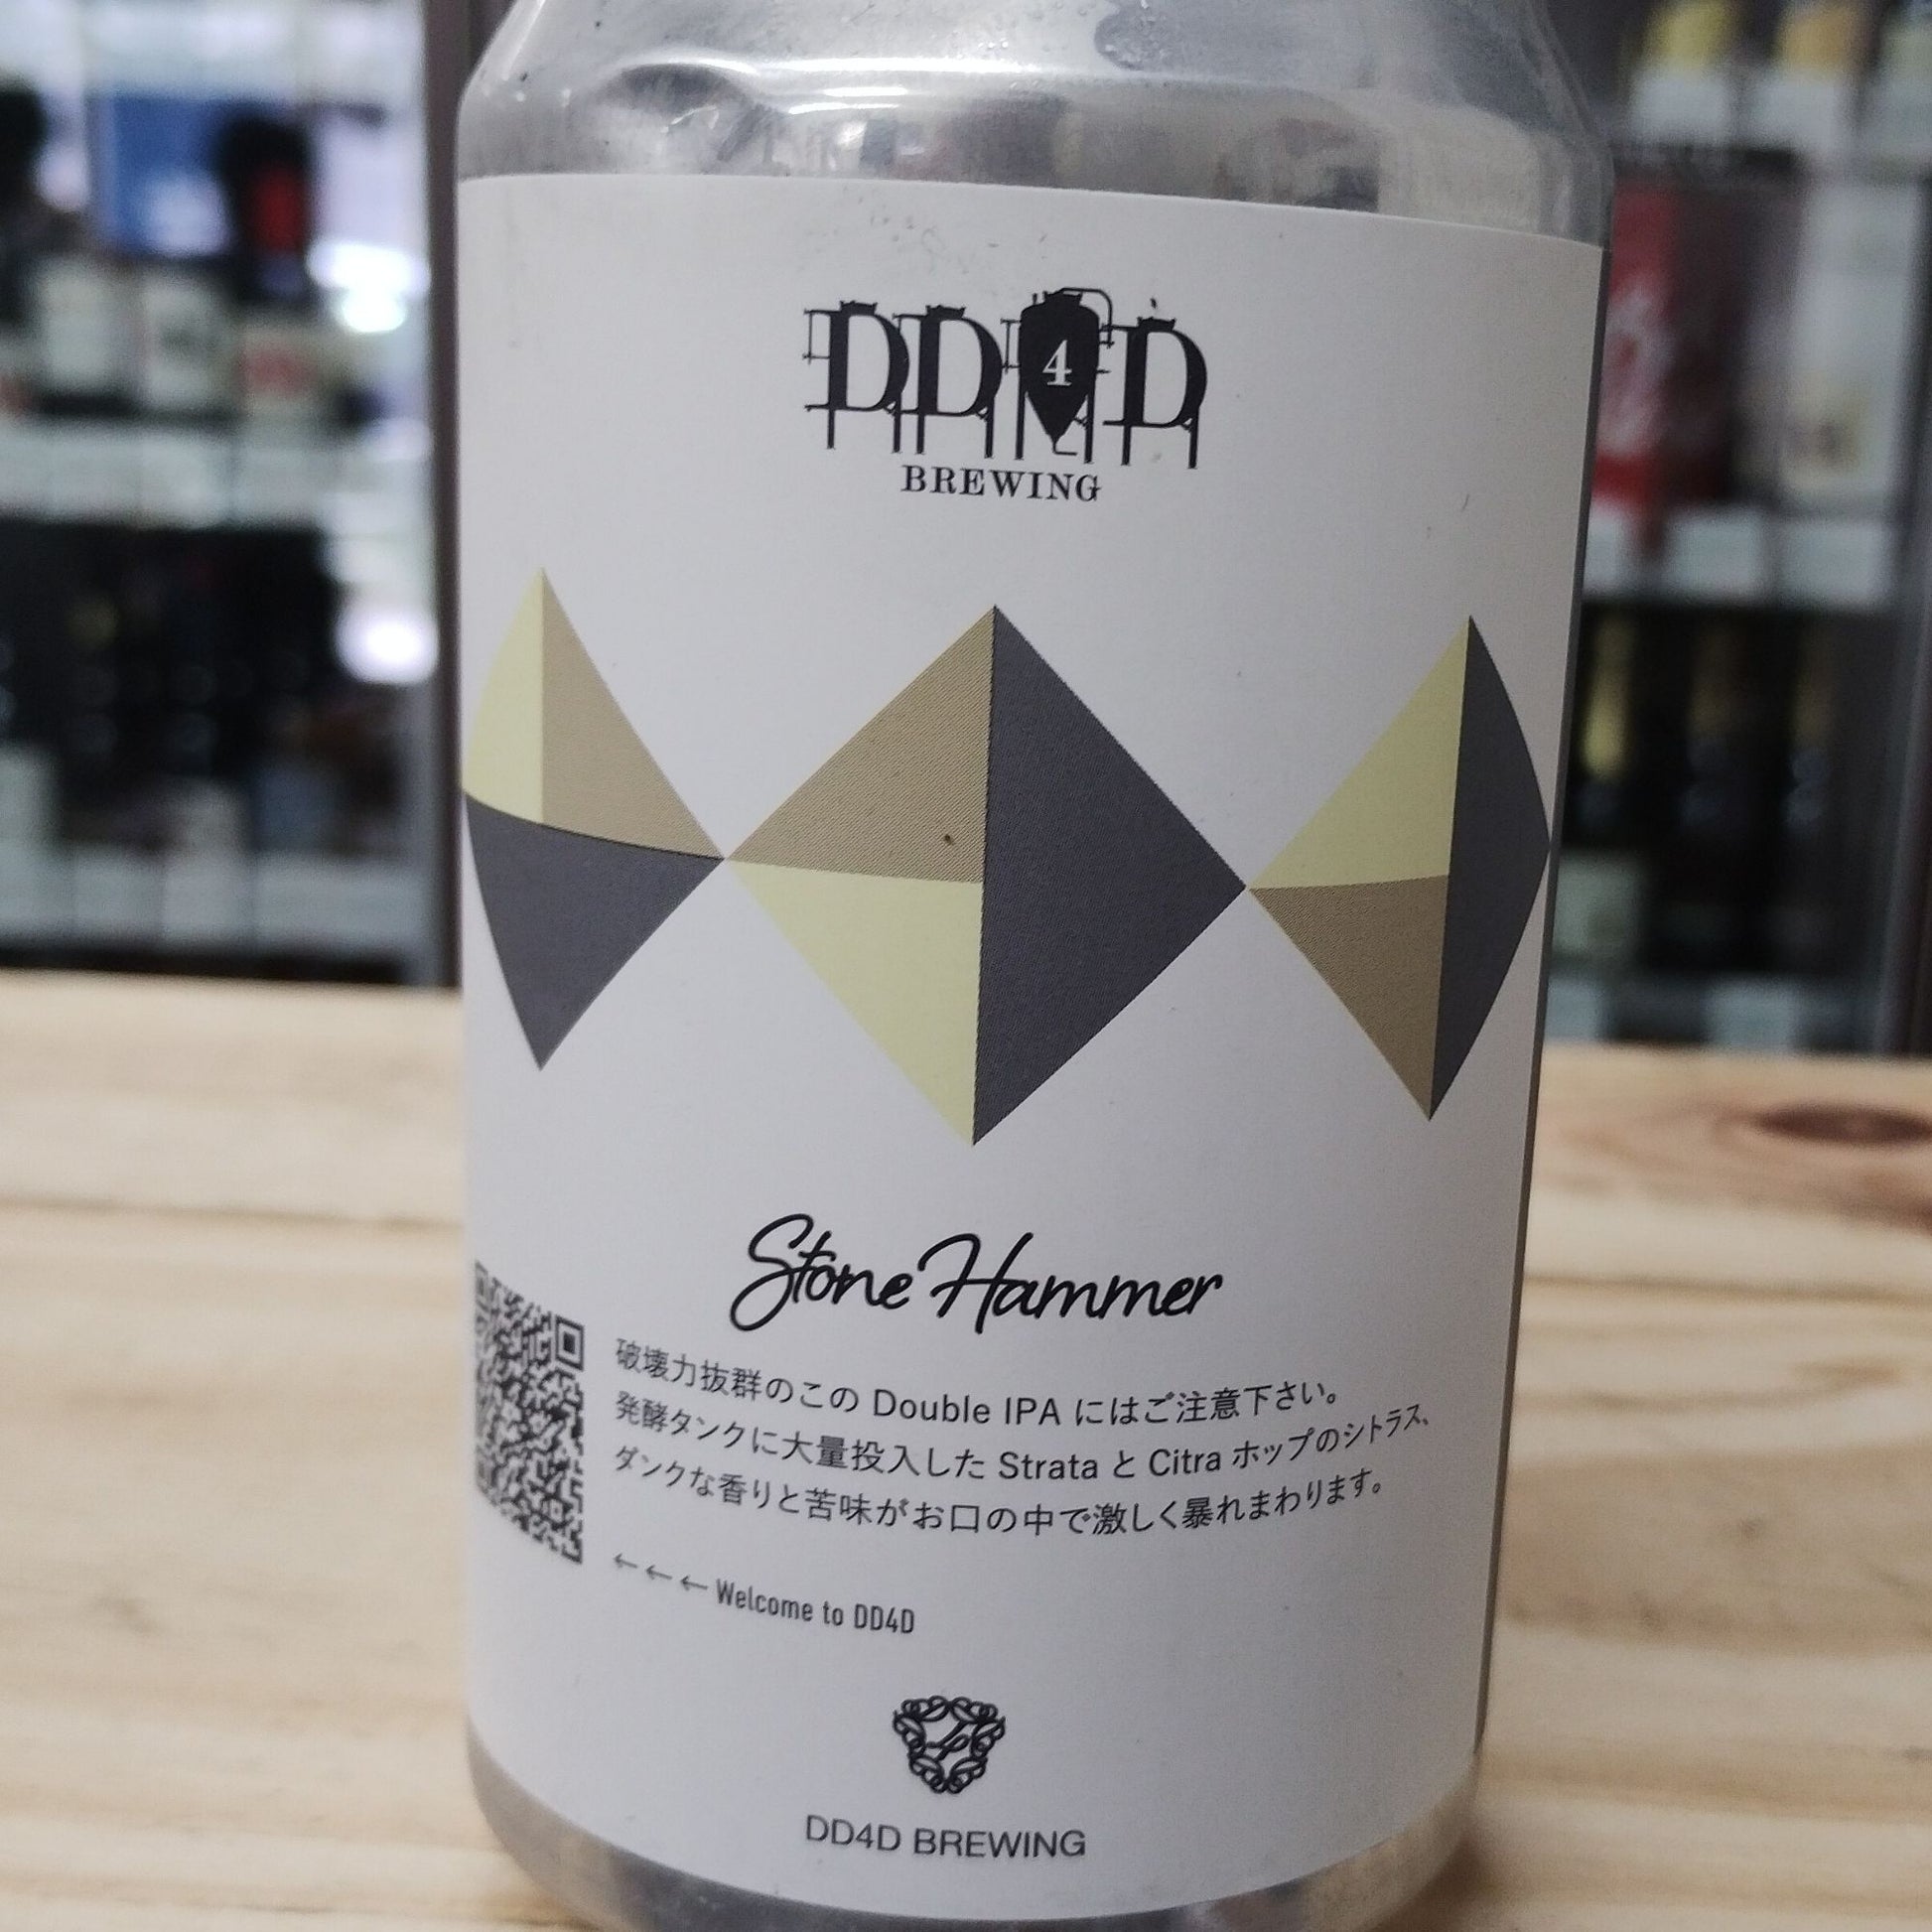 DD4D
BREWING
Stone Hammer
破壊力抜群のこの Double IPA にはご注意下さい。
発酵タンクに大量投入した Strata と Citra ホップのシトラス、
ダンクな香りと苦味がお口の中で激しく暴れまわります。
←←← Welcome to DD4D
DD4D BREWING